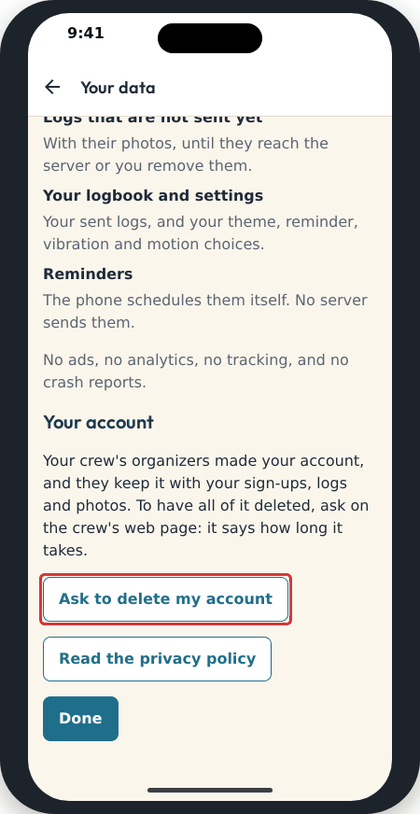 9:41
Your data
Logs that are not sent yet
With their photos, until they reach the
server or you remove them.
Your logbook and settings
Your sent logs, and your theme, reminder,
vibration and motion choices.
Reminders
The phone schedules them itself. No server
sends them.
No ads, no analytics, no tracking, and no
crash reports.
Your account
Your crew's organizers made your account,
and they keep it with your sign-ups, logs
and photos. To have all of it deleted, ask on
the crew's web page: it says how long it
takes.
Ask to delete my account
Read the privacy policy
Done